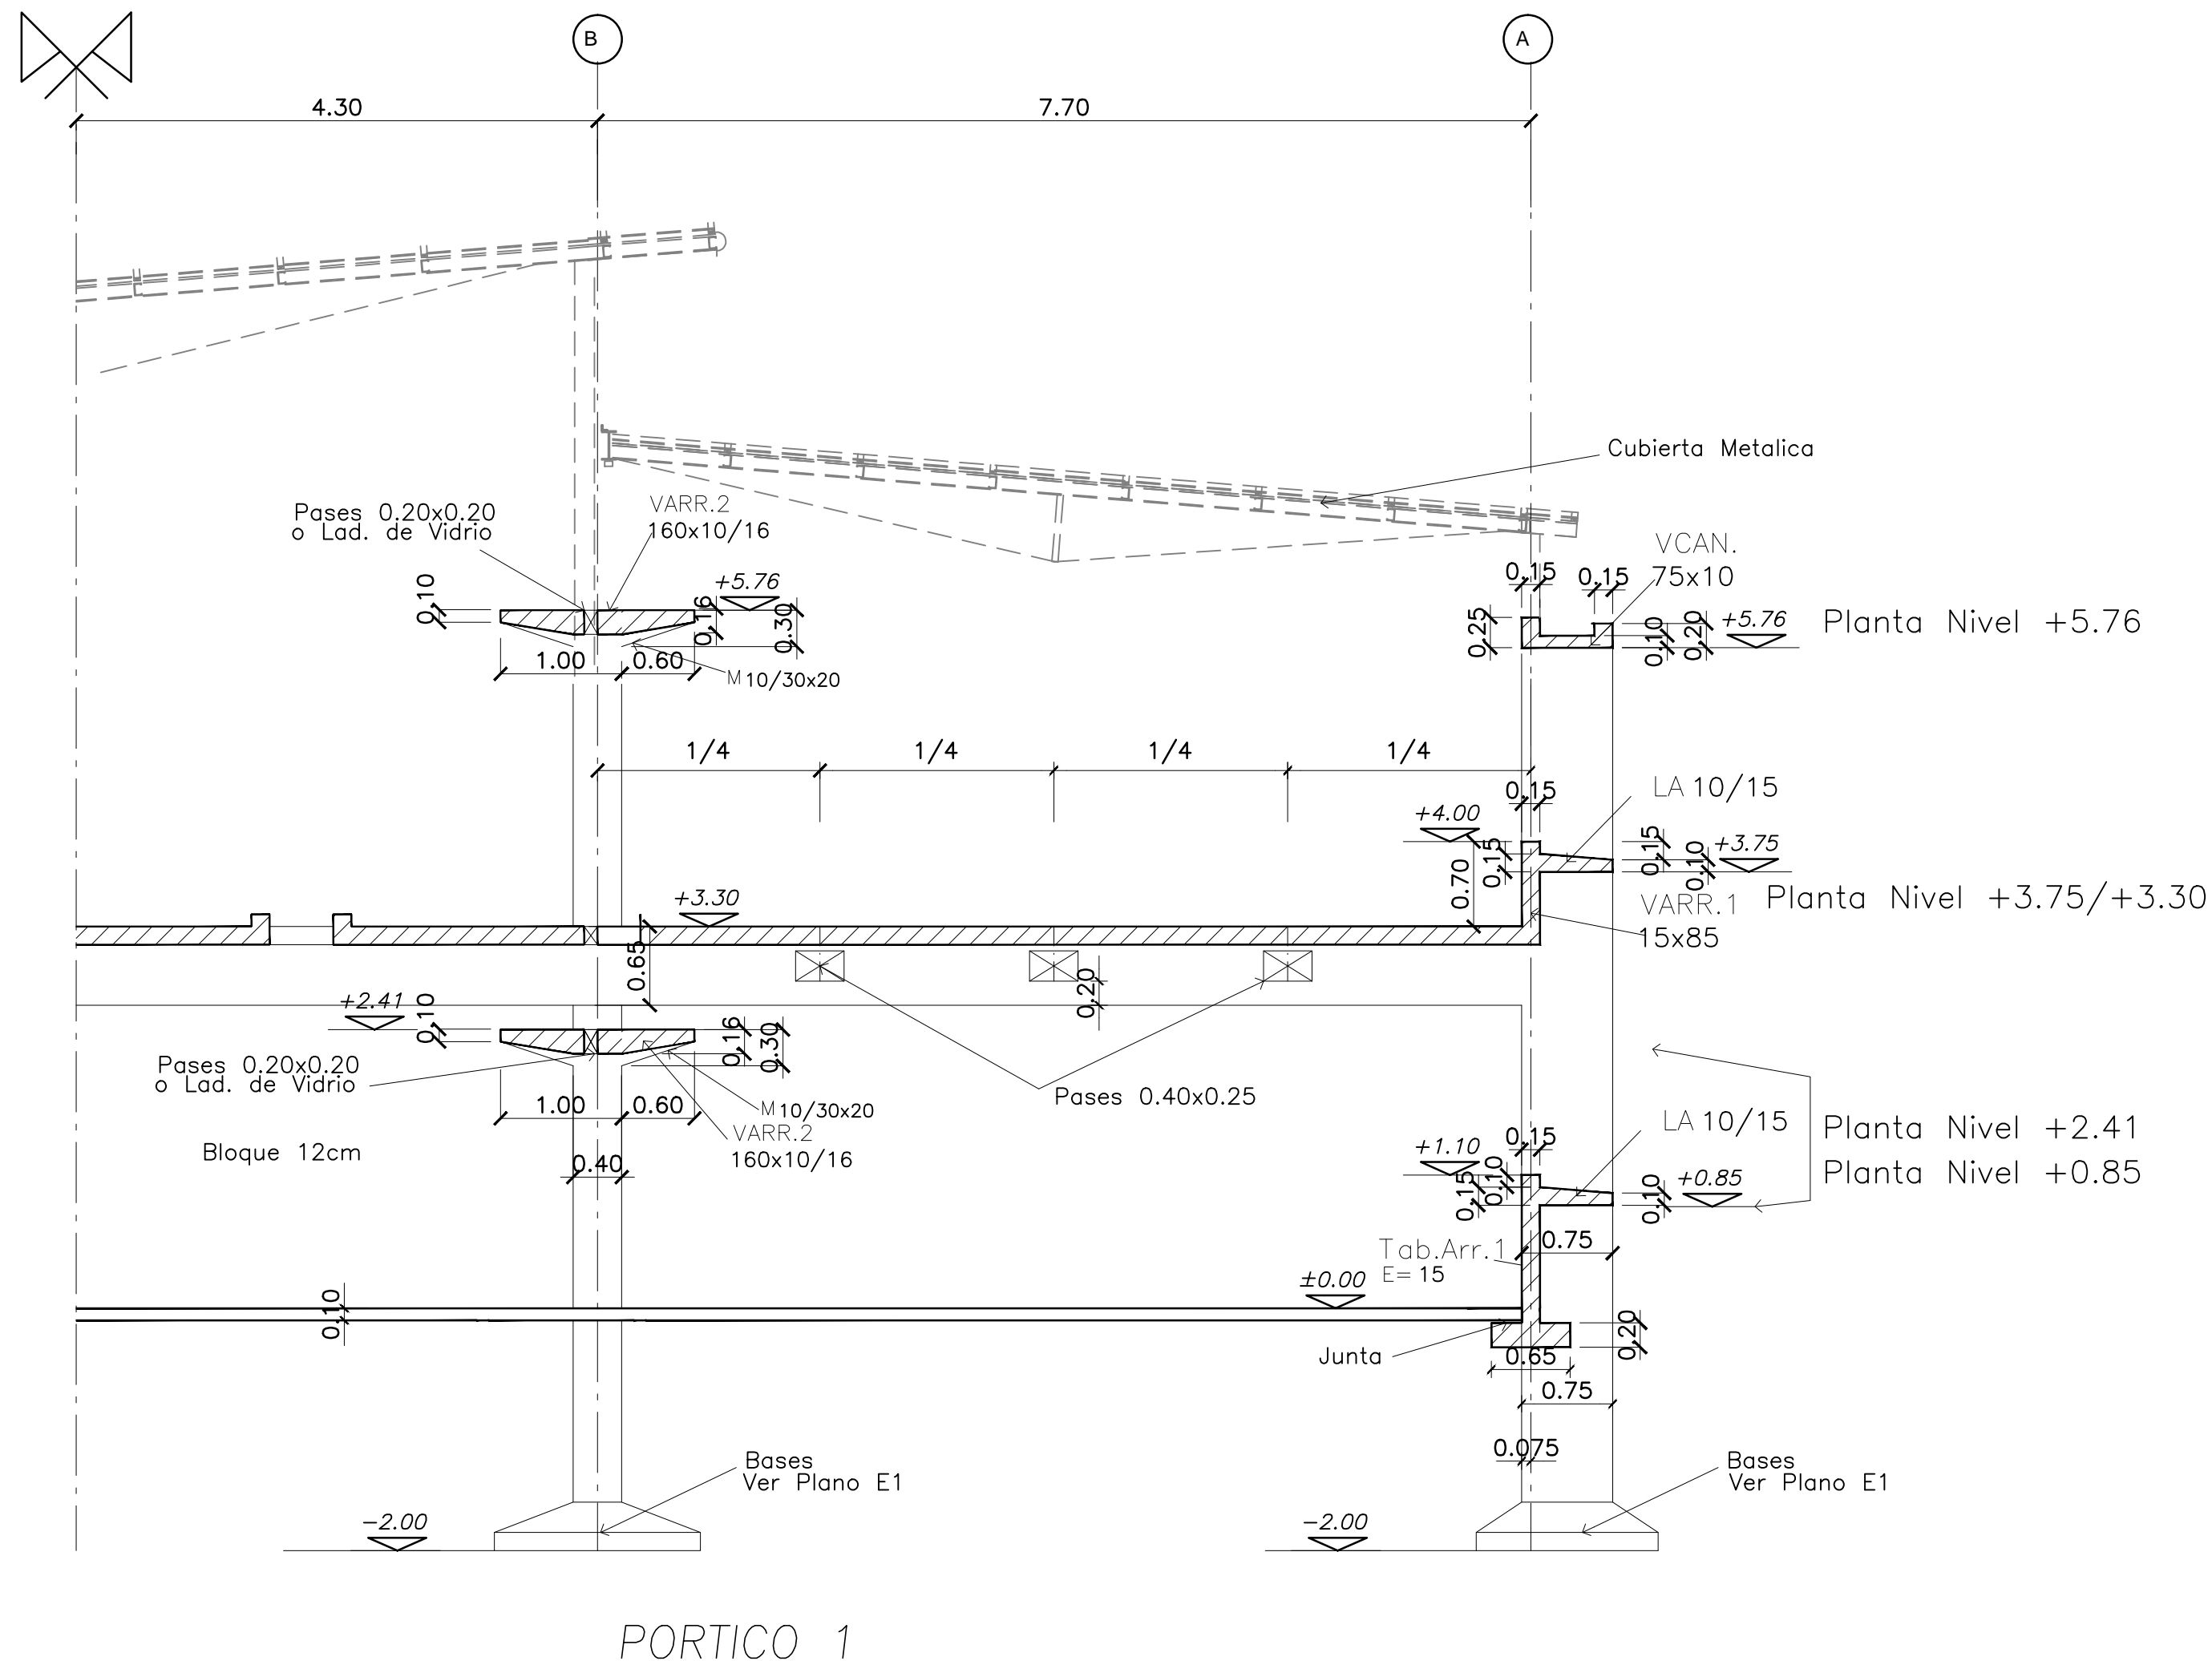 B
A
4.30
7.70
Cubierta Metalica
Pases 0.20x0.20
o Lad. de Vidrio
VARR.2
160x10/16
VCAN.
75x10
0.10
+5.76
0.16
0.30
0.15
0.15
0.25
0.10
0.20
+5.76
Planta Nivel +5.76
1.00
0.60
M10/30x20
1/4
1/4
1/4
1/4
0.15
LA 10/15
+4.00
0.15
0.70
0.15
0.10
+3.75
Planta Nivel +3.75/+3.30
VARR.1
15x85
+3.30
0.65
0.20
+2.41
0.10
0.16
0.30
Pases 0.20x0.20
o Lad. de Vidrio
Pases 0.40x0.25
1.00
0.60
M10/30x20
VARR.2
160x10/16
Bloque 12cm
0.40
LA 10/15
Planta Nivel +2.41
Planta Nivel +0.85
0.15
+1.10
0.15
0.10
+0.85
0.10
Tab.Arr.1
E= 15
0.75
±0.00
0.10
Junta
0.20
0.65
0.75
0.075
Bases
Ver Plano E1
Bases
Ver Plano E1
-2.00
-2.00
PORTICO 1